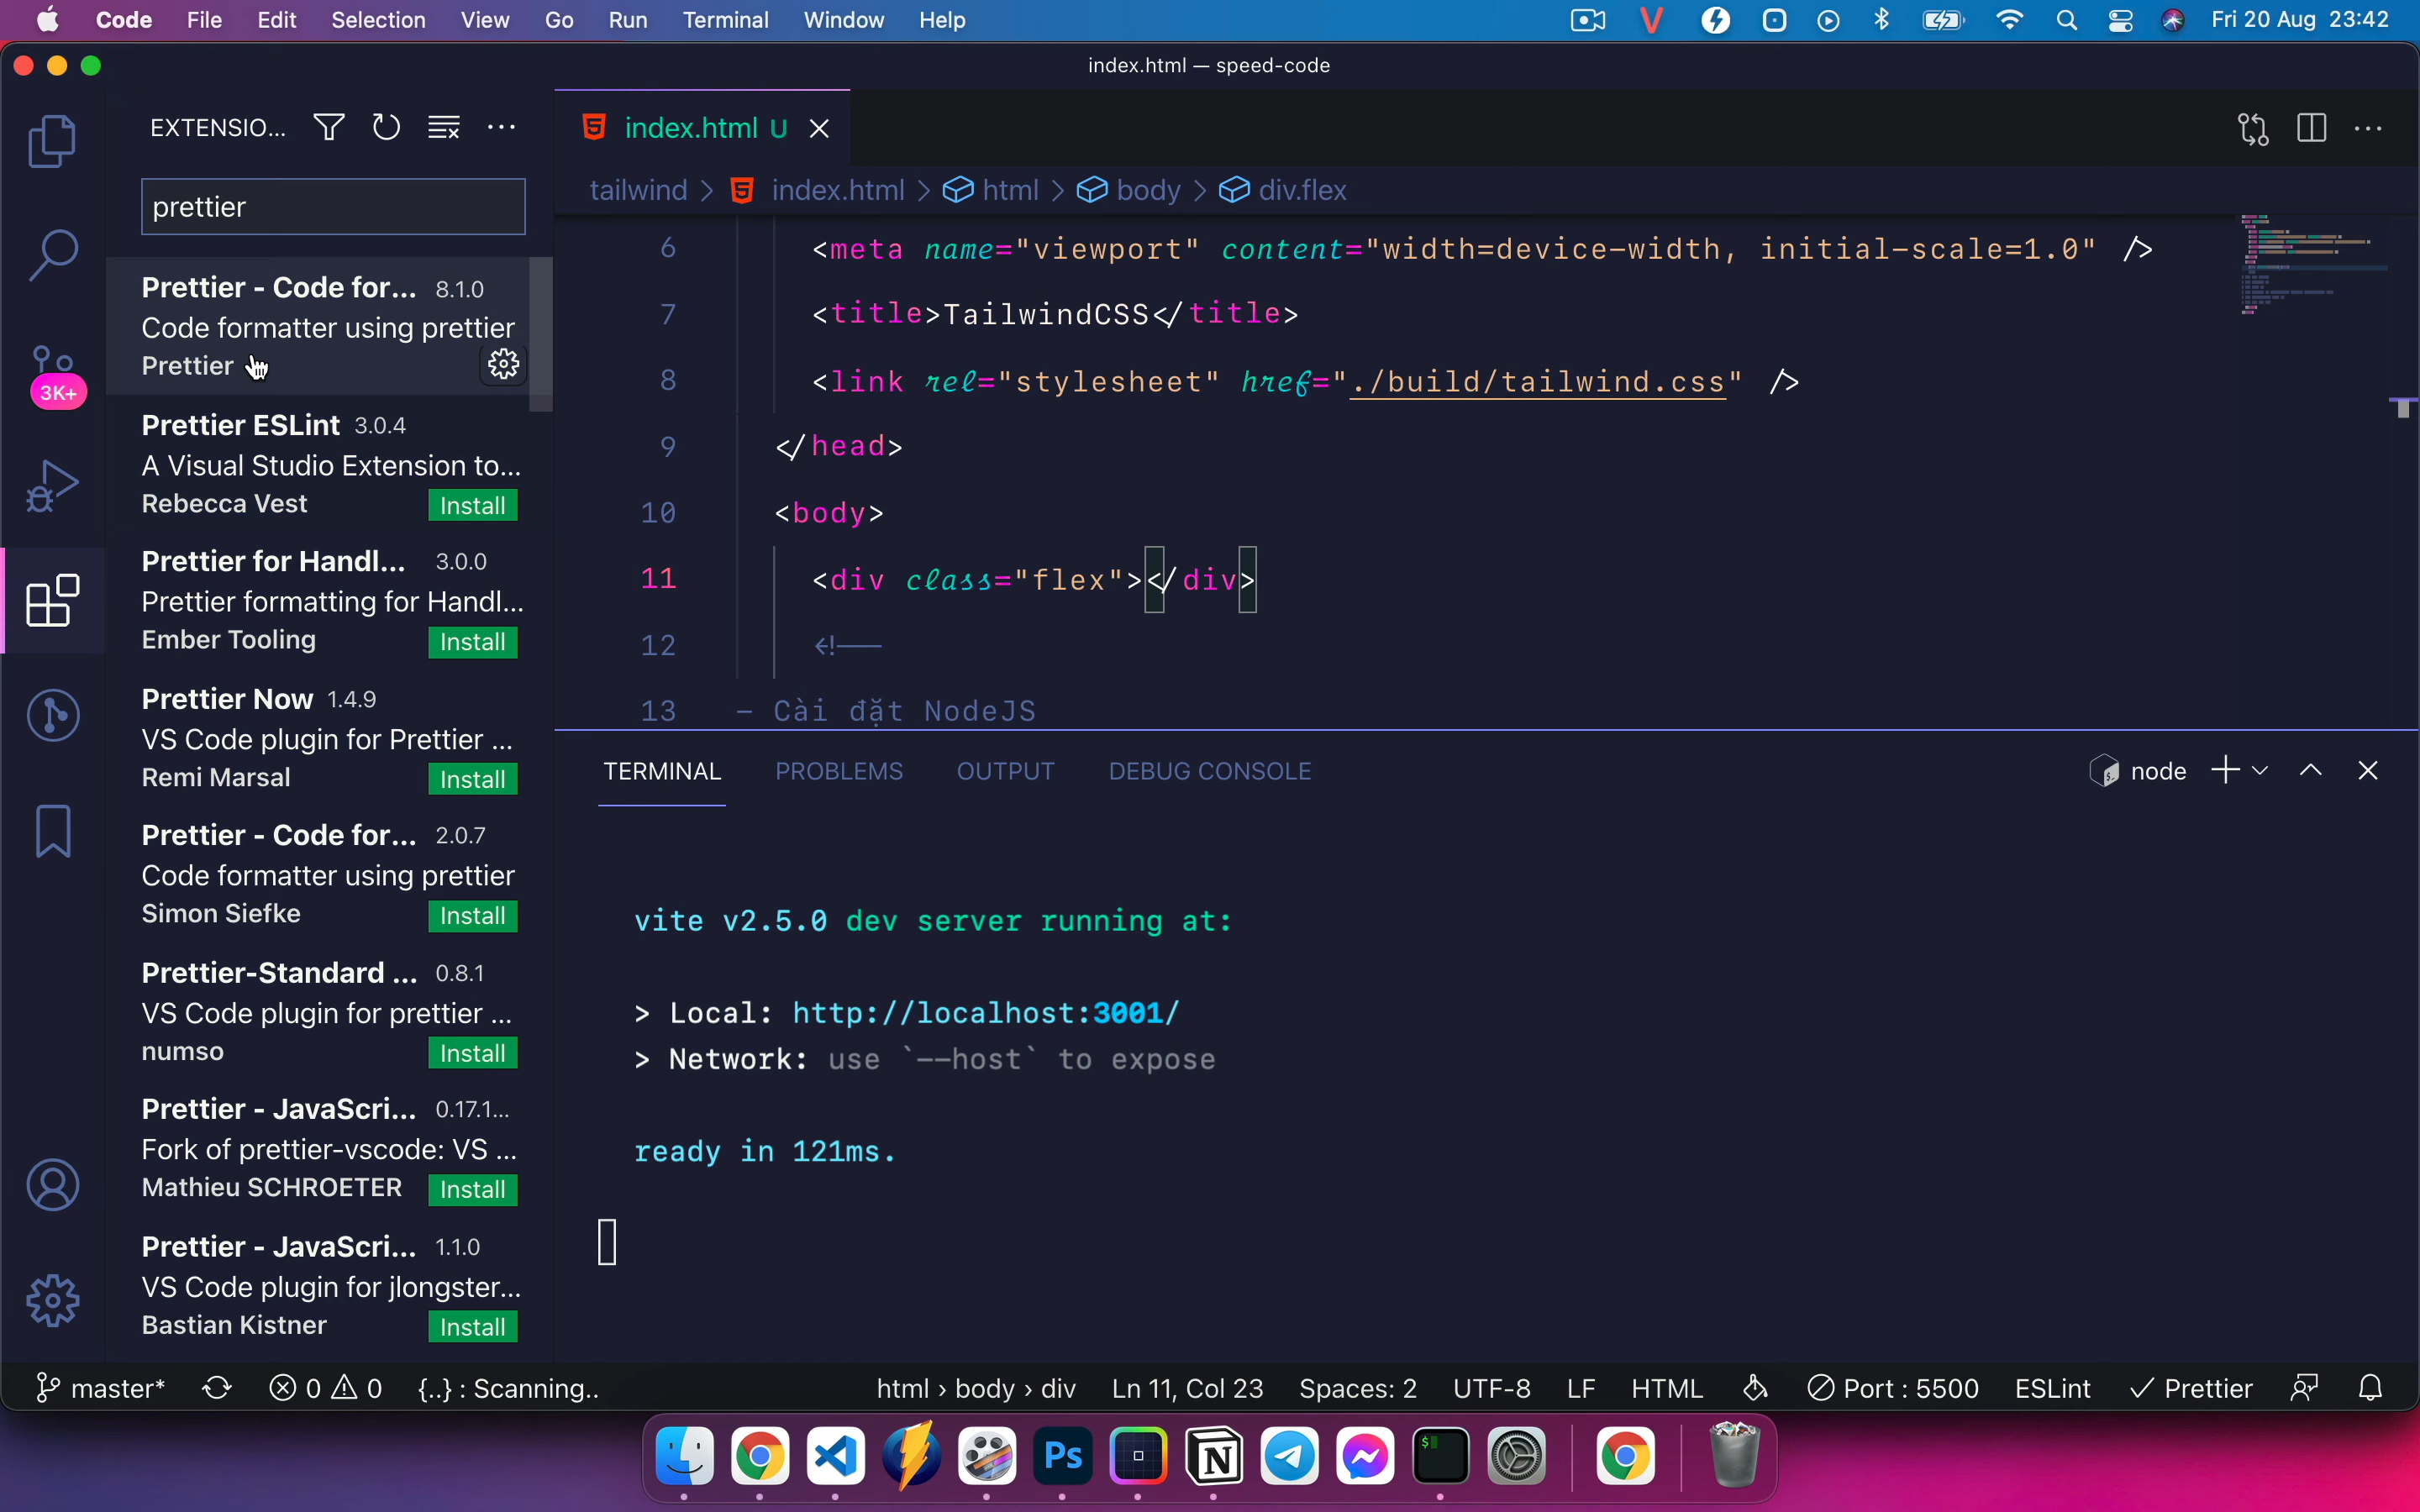 Code File Edit Selection View Go Run Terminal Window Help Fri 20 Aug 23:42
index.html — speed-code
EXTENSIO...
prettier
Prettier - Code for... 8.1.0
Code formatter using prettier
Prettier
3K+
Prettier ESLint 3.0.4
A Visual Studio Extension to...
Rebecca Vest Install
Prettier for Handl... 3.0.0
Prettier formatting for Handl...
Ember Tooling Install
Prettier Now 1.4.9
VS Code plugin for Prettier ...
Remi Marsal Install
Prettier - Code for... 2.0.7
Code formatter using prettier
Simon Siefke Install
Prettier-Standard ... 0.8.1
VS Code plugin for prettier ...
numso Install
Prettier - JavaScri... 0.17.1...
Fork of prettier-vscode: VS ...
Mathieu SCHROETER Install
Prettier - JavaScri... 1.1.0
VS Code plugin for jlongster...
Bastian Kistner Install
index.html U
tailwind > index.html > html > body > div.flex
6 <meta name="viewport" content="width=device-width, initial-scale=1.0" />
7 <title>TailwindCSS</title>
8 <link rel="stylesheet" href="./build/tailwind.css" />
9 </head>
10 <body>
11 <div class="flex"></div>
12 <!--
13 - Cài đặt NodeJS
TERMINAL PROBLEMS OUTPUT DEBUG CONSOLE node
vite v2.5.0 dev server running at:
> Local: http://localhost:3001/
> Network: use `--host` to expose
ready in 121ms.
master* 0 0 {..} : Scanning.. html › body › div Ln 11, Col 23 Spaces: 2 UTF-8 LF HTML Port : 5500 ESLint Prettier
Ps
$